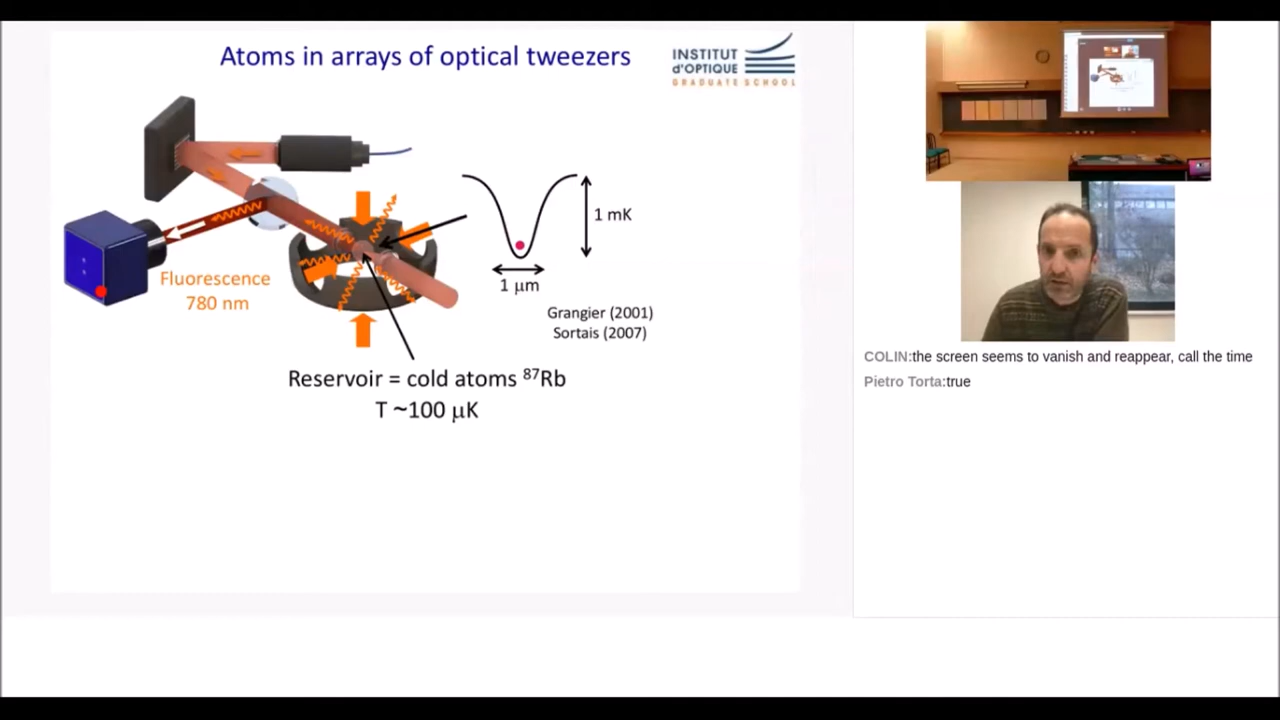 Atoms in arrays of optical tweezers
INSTITUT
d'OPTIQUE
GRADUATE SCHOOL
1 mK
1 μm
Fluorescence
780 nm
Grangier (2001)
Sortais (2007)
Reservoir = cold atoms ⁸⁷Rb
T ~100 μK
COLIN:the screen seems to vanish and reappear, call the time
Pietro Torta:true